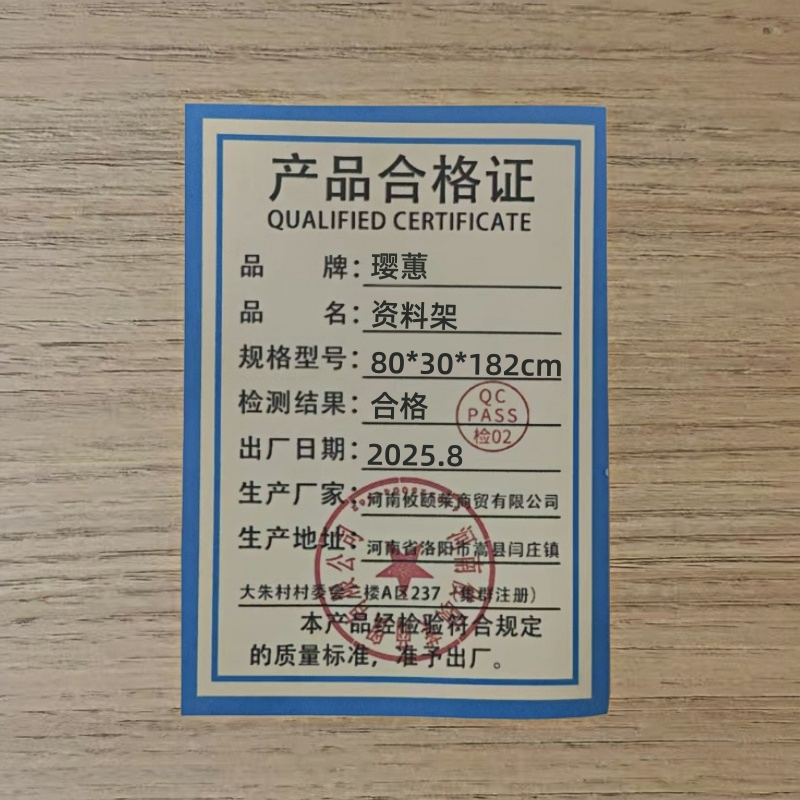 产品合格证
QUALIFIED CERTIFICATE
品 牌：璎蕙
品 名：资料架
规格型号：80*30*182cm
检测结果：合格
QC
PASS
检02
出厂日期：2025.8
生产厂家：河南攸颐莱商贸有限公司
生产地址：河南省洛阳市嵩县闫庄镇
大朱村村委会二楼A区237（集群注册）
本产品经检验符合规定
的质量标准，准予出厂。